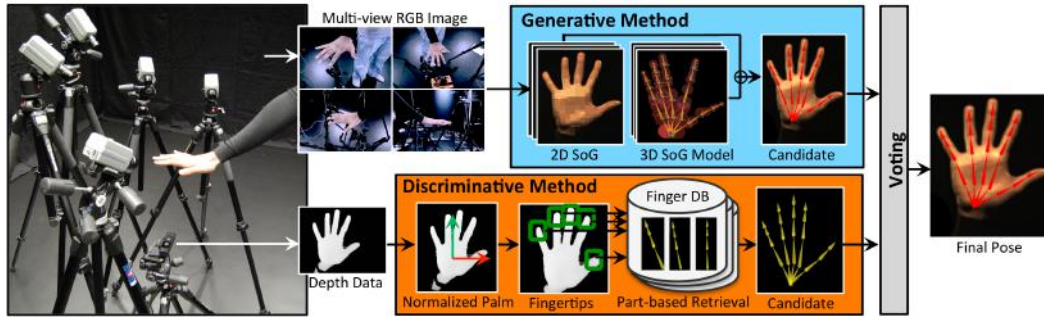 Multi-view RGB Image
Generative Method
2D SoG
3D SoG Model
Candidate
Discriminative Method
Finger DB
Depth Data
Normalized Palm
Fingertips
Part-based Retrieval
Candidate
Voting
Final Pose